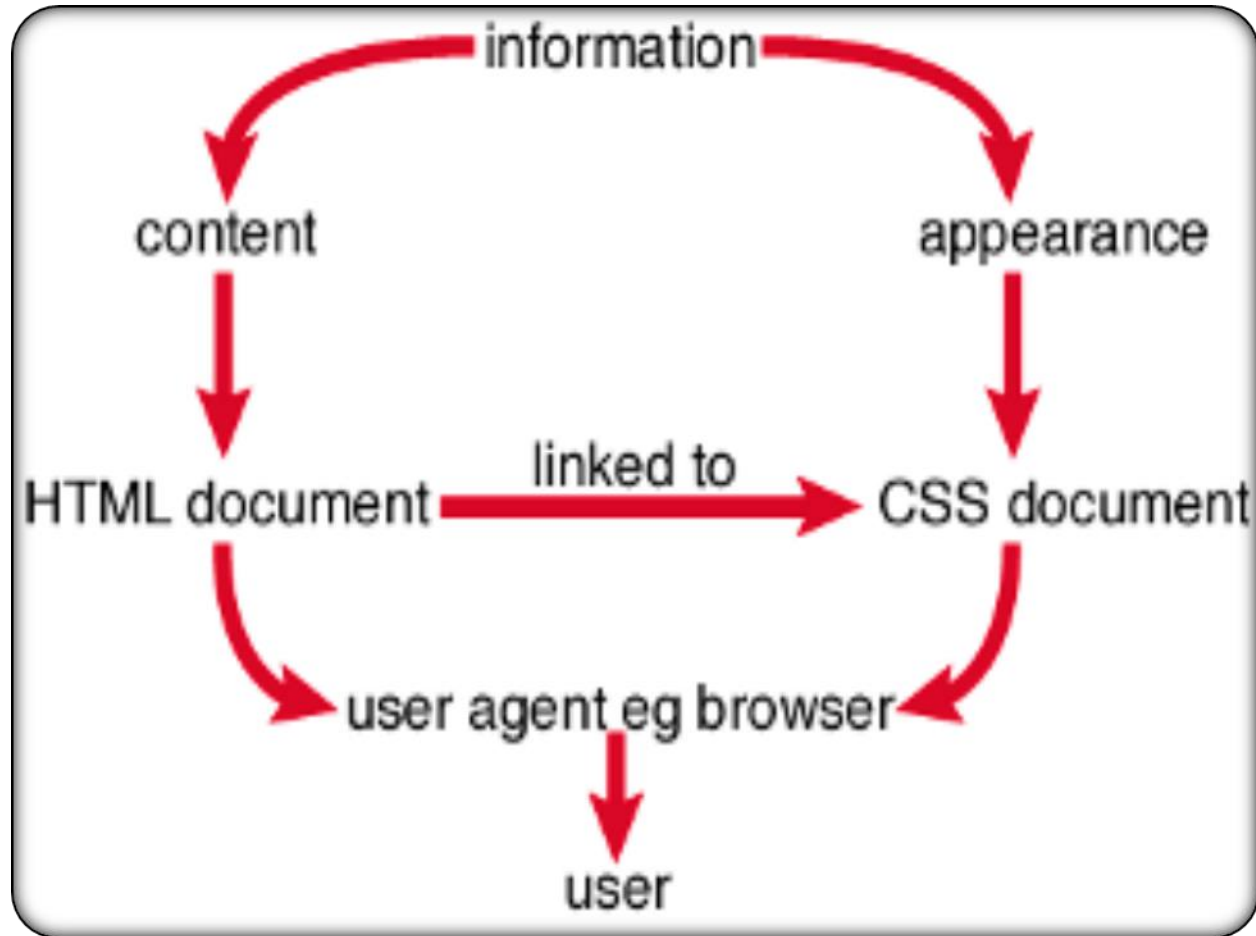 information
content
appearance
linked to
HTML document
CSS document
user agent eg browser
user